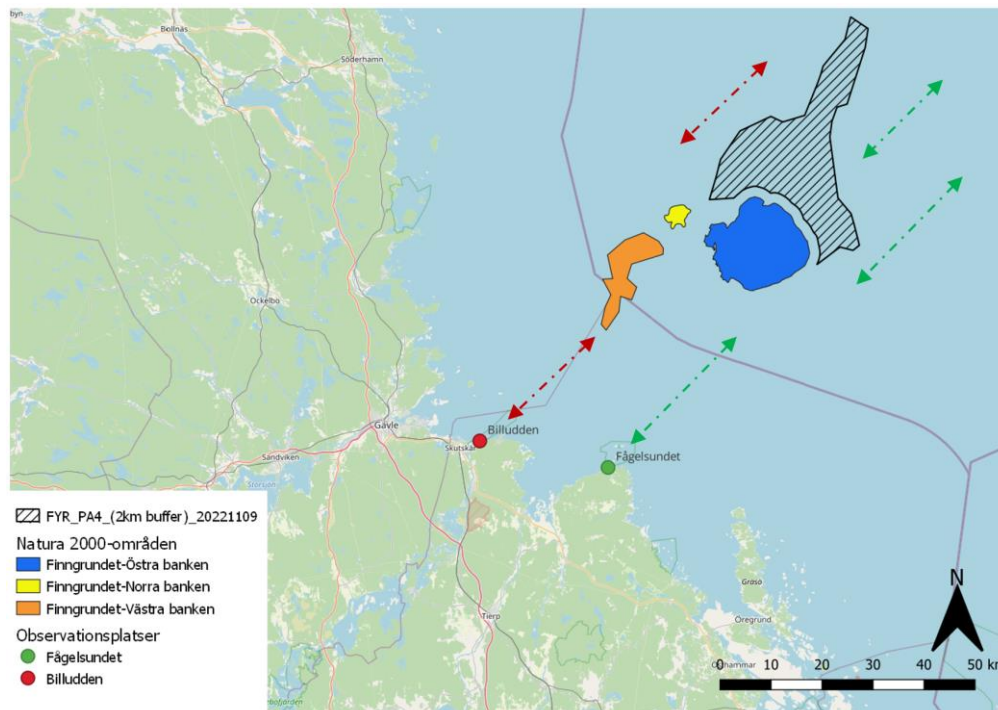 Bollnäs
Söderhamn
Ockelbo
Gävle
Sandviken
Storsjön
Skutskär
Billudden
Fågelsundet
Gräsö
Öregrund
Tierp
FYR_PA4_(2km buffer)_20221109
Natura 2000-områden
Finngrundet-Östra banken
Finngrundet-Norra banken
Finngrundet-Västra banken
Observationsplatser
Fågelsundet
Billudden
N
0 10 20 30 40 50 km